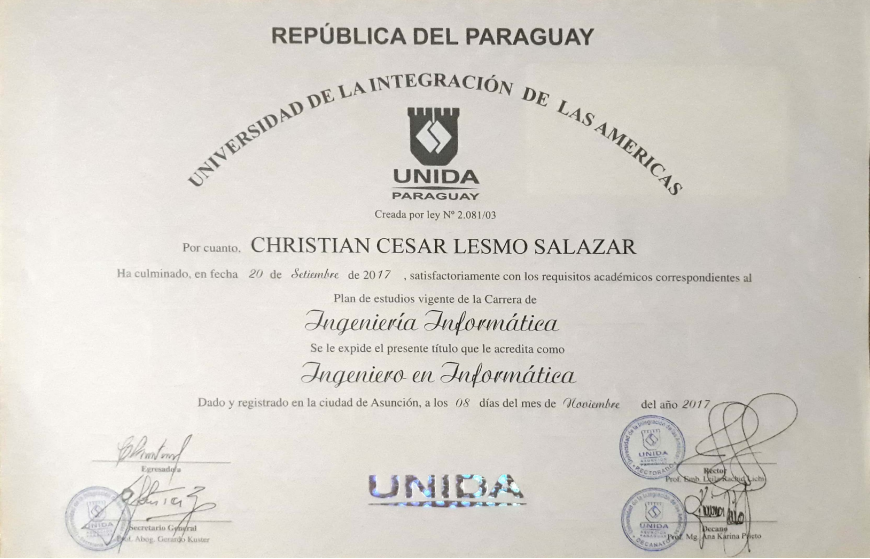 REPÚBLICA DEL PARAGUAY
UNIVERSIDAD DE LA INTEGRACIÓN DE LAS AMERICAS
UNIDA
PARAGUAY
Creada por ley Nº 2.081/03
Por cuanto, CHRISTIAN CESAR LESMO SALAZAR
Ha culminado, en fecha 20 de Setiembre de 2017 , satisfactoriamente con los requisitos académicos correspondientes al
Plan de estudios vigente de la Carrera de
Ingeniería Informática
Se le expide el presente título que le acredita como
Ingeniero en Informática
Dado y registrado en la ciudad de Asunción, a los 08 días del mes de Noviembre del año 2017
Egresado/a
Rector
Prof. Emb.
UNIDA
RECTORADO
UNIDA
Secretario General
Prof. Abog. Gerardo Kuster
UNIDA
UNIDA
DECANATO
Decano
Prof. Mg. Ana Karina Prieto